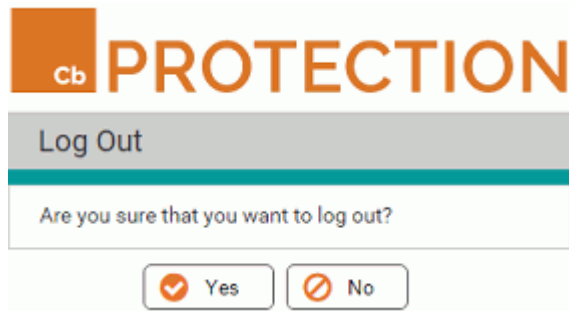 Cb PROTECTION
Log Out
Are you sure that you want to log out?
Yes No